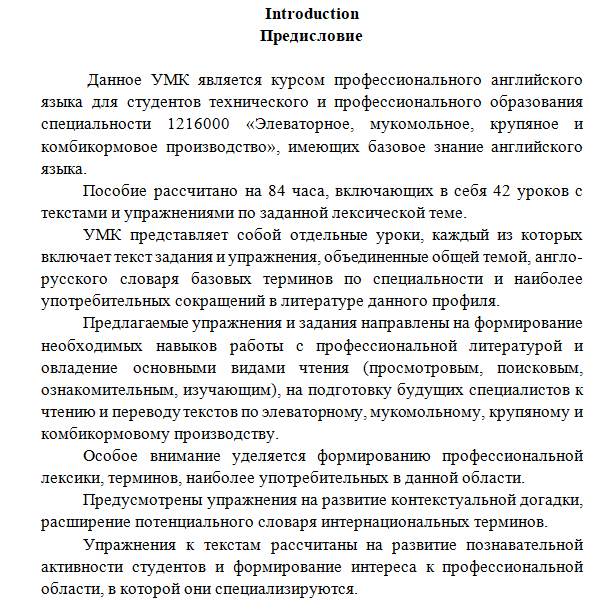 Introduction
Предисловие
Данное УМК является курсом профессионального английского
языка для студентов технического и профессионального образования
специальности 1216000 «Элеваторное, мукомольное, крупяное и
комбикормовое производство», имеющих базовое знание английского
языка.
Пособие рассчитано на 84 часа, включающих в себя 42 уроков с
текстами и упражнениями по заданной лексической теме.
УМК представляет собой отдельные уроки, каждый из которых
включает текст задания и упражнения, объединенные общей темой, англо-
русского словаря базовых терминов по специальности и наиболее
употребительных сокращений в литературе данного профиля.
Предлагаемые упражнения и задания направлены на формирование
необходимых навыков работы с профессиональной литературой и
овладение основными видами чтения (просмотровым, поисковым,
ознакомительным, изучающим), на подготовку будущих специалистов к
чтению и переводу текстов по элеваторному, мукомольному, крупяному и
комбикормовому производству.
Особое внимание уделяется формированию профессиональной
лексики, терминов, наиболее употребительных в данной области.
Предусмотрены упражнения на развитие контекстуальной догадки,
расширение потенциального словаря интернациональных терминов.
Упражнения к текстам рассчитаны на развитие познавательной
активности студентов и формирование интереса к профессиональной
области, в которой они специализируются.